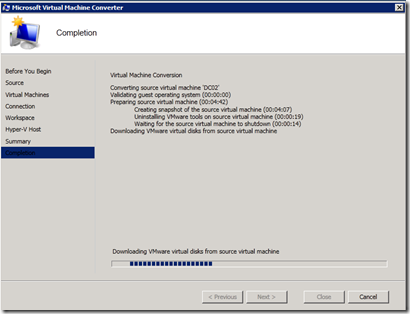 Microsoft Virtual Machine Converter
Completion
Before You Begin
Source
Virtual Machines
Connection
Workspace
Hyper-V Host
Summary
Completion
Virtual Machine Conversion
Converting source virtual machine 'DC02'
Validating guest operating system (00:00:00)
Preparing source virtual machine (00:04:42)
Creating snapshot of the source virtual machine (00:04:07)
Uninstalling VMware tools on source virtual machine (00:00:19)
Waiting for the source virtual machine to shutdown (00:00:14)
Downloading VMware virtual disks from source virtual machine
Downloading VMware virtual disks from source virtual machine
< Previous
Next >
Close
Cancel